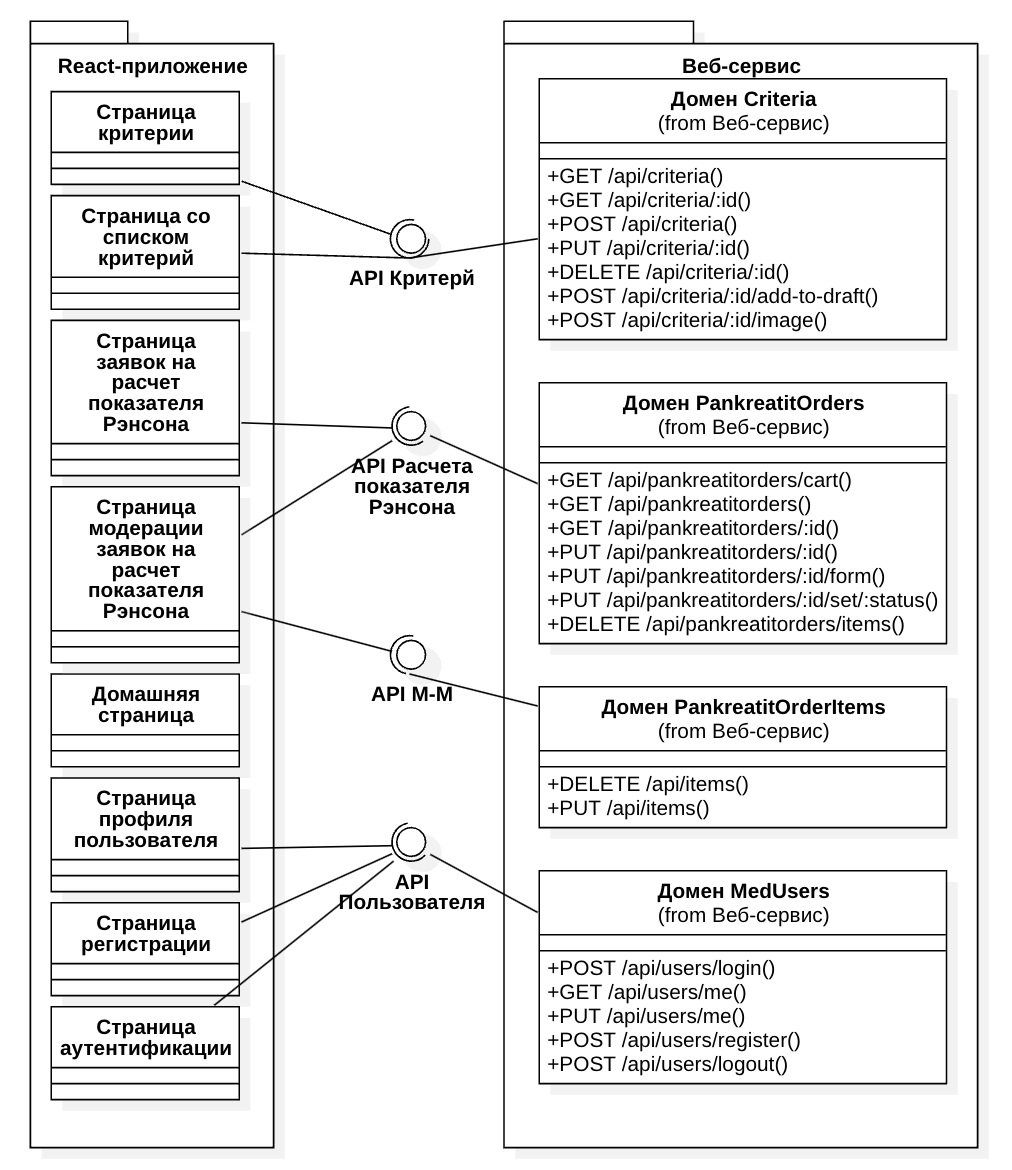 React-приложение
Страница
критерии
Страница со
списком
критерий
Страница
заявок на
расчет
показателя
Рэнсона
Страница
модерации
заявок на
расчет
показателя
Рэнсона
Домашняя
страница
Страница
профиля
пользователя
Страница
регистрации
Страница
аутентификации
API Критерй
API Расчета
показателя
Рэнсона
API М-М
API
Пользователя
Веб-сервис
Домен Criteria
(from Веб-сервис)
+GET /api/criteria()
+GET /api/criteria/:id()
+POST /api/criteria()
+PUT /api/criteria/:id()
+DELETE /api/criteria/:id()
+POST /api/criteria/:id/add-to-draft()
+POST /api/criteria/:id/image()
Домен PankreatitOrders
(from Веб-сервис)
+GET /api/pankreatitorders/cart()
+GET /api/pankreatitorders()
+GET /api/pankreatitorders/:id()
+PUT /api/pankreatitorders/:id()
+PUT /api/pankreatitorders/:id/form()
+PUT /api/pankreatitorders/:id/set/:status()
+DELETE /api/pankreatitorders/items()
Домен PankreatitOrderItems
(from Веб-сервис)
+DELETE /api/items()
+PUT /api/items()
Домен MedUsers
(from Веб-сервис)
+POST /api/users/login()
+GET /api/users/me()
+PUT /api/users/me()
+POST /api/users/register()
+POST /api/users/logout()